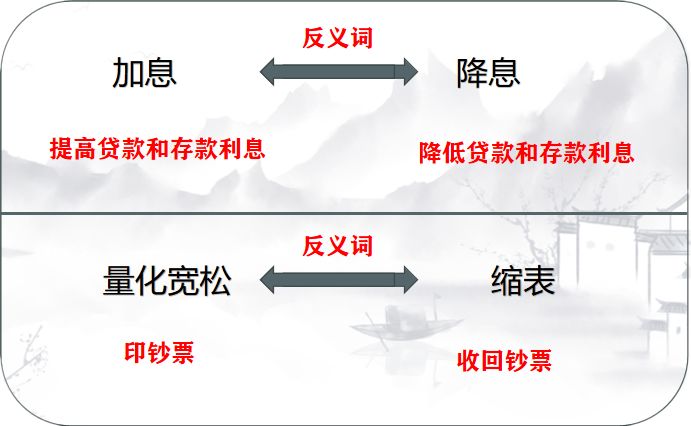 反义词
加息
降息
提高贷款和存款利息
降低贷款和存款利息
反义词
量化宽松
缩表
印钞票
收回钞票